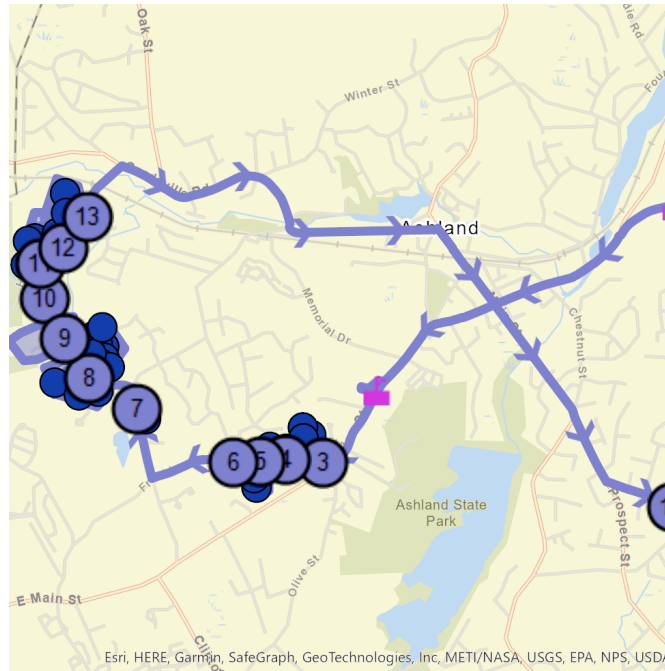 Oak St
Winter St
Ashland
Memorial Dr
Chestnut St
13
12
10
9
8
7
6
5
4
3
Ashland State
Park
Olive St
Prospect St
E Main St
Esri, HERE, Garmin, SafeGraph, GeoTechnologies, Inc, METI/NASA, USGS, EPA, NPS, USDA